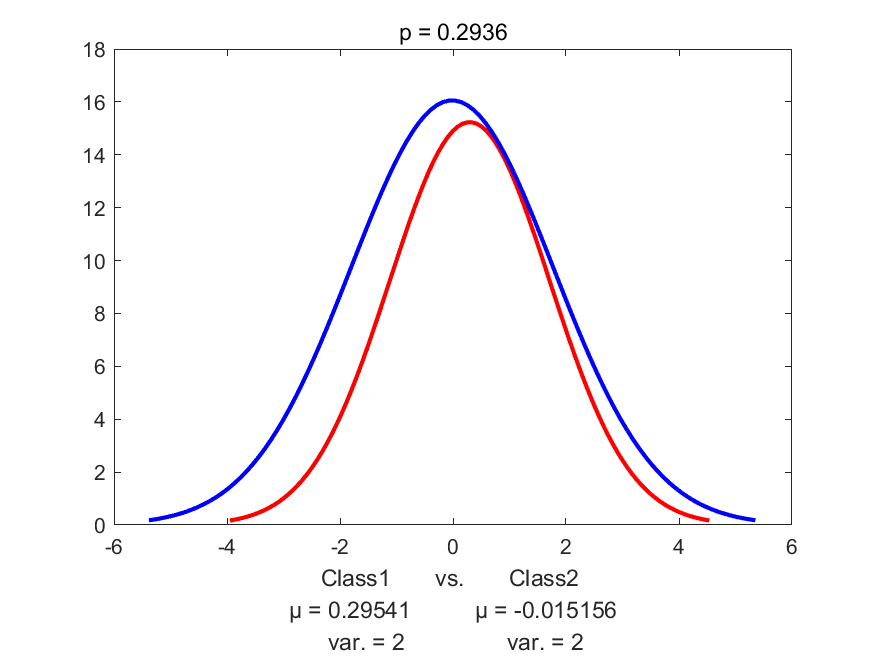 p = 0.2936
18
16
14
12
10
8
6
4
2
0
-6 -4 -2 0 2 4 6
Class1 vs. Class2
μ = 0.29541 μ = -0.015156
var. = 2 var. = 2